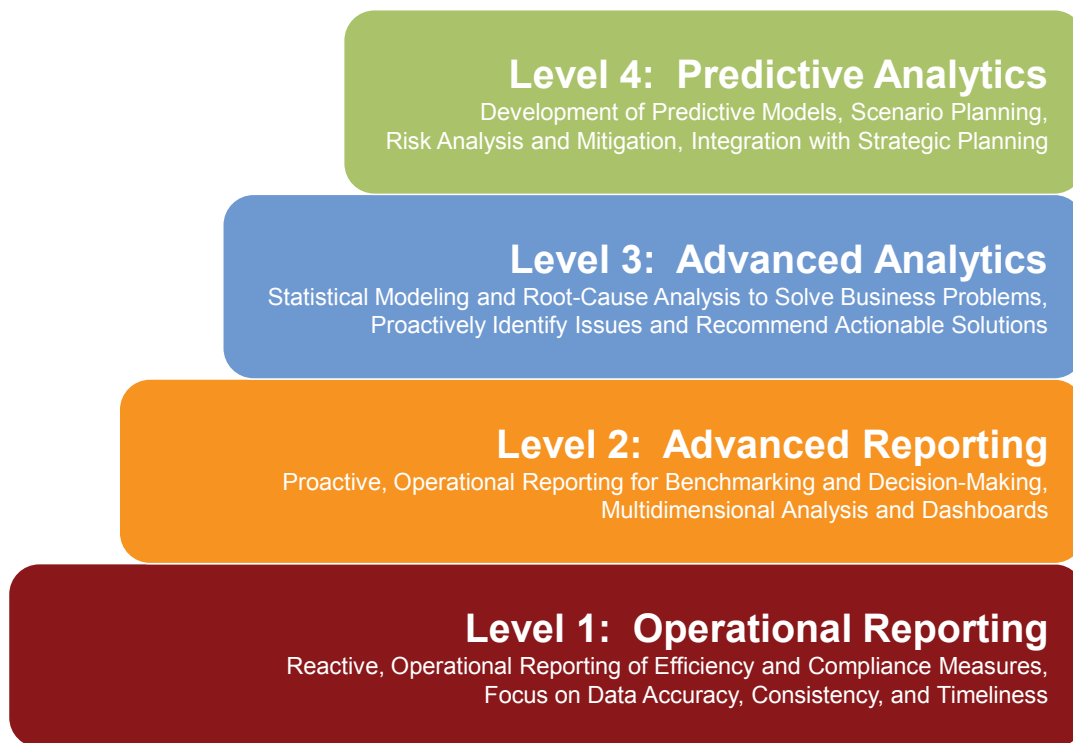 Level 4:  Predictive Analytics
Development of Predictive Models, Scenario Planning,
Risk Analysis and Mitigation, Integration with Strategic Planning
Level 3:  Advanced Analytics
Statistical Modeling and Root-Cause Analysis to Solve Business Problems,
Proactively Identify Issues and Recommend Actionable Solutions
Level 2:  Advanced Reporting
Proactive, Operational Reporting for Benchmarking and Decision-Making,
Multidimensional Analysis and Dashboards
Level 1:  Operational Reporting
Reactive, Operational Reporting of Efficiency and Compliance Measures,
Focus on Data Accuracy, Consistency, and Timeliness